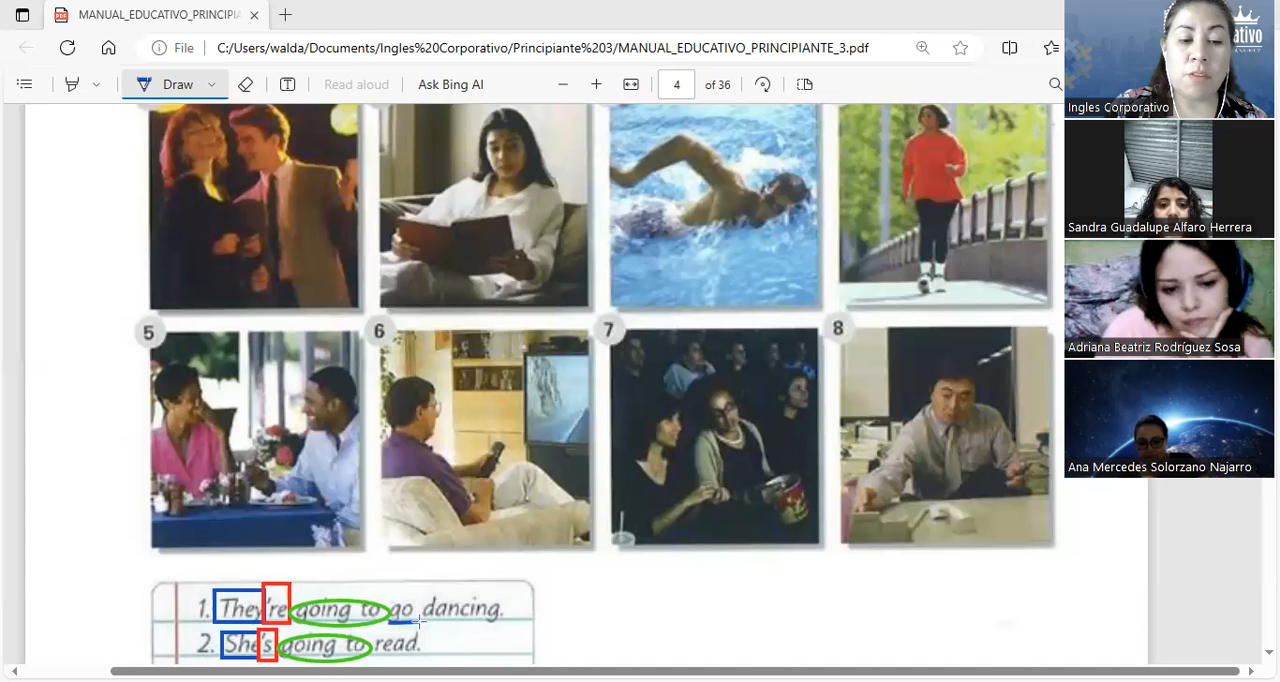 MANUAL_EDUCATIVO_PRINCIPIA
File
C:/Users/walda/Documents/Ingles%20Corporativo/Principante%203/MANUAL_EDUCATIVO_PRINCIPIANTE_3.pdf
Draw
Read aloud
Ask Bing AI
4
of 36
Ingles Corporativo
Sandra Guadalupe Alfaro Herrera
Adriana Beatriz Rodríguez Sosa
Ana Mercedes Solorzano Najarro
5
6
7
8
1. They're going to go dancing.
2. She's going to read.